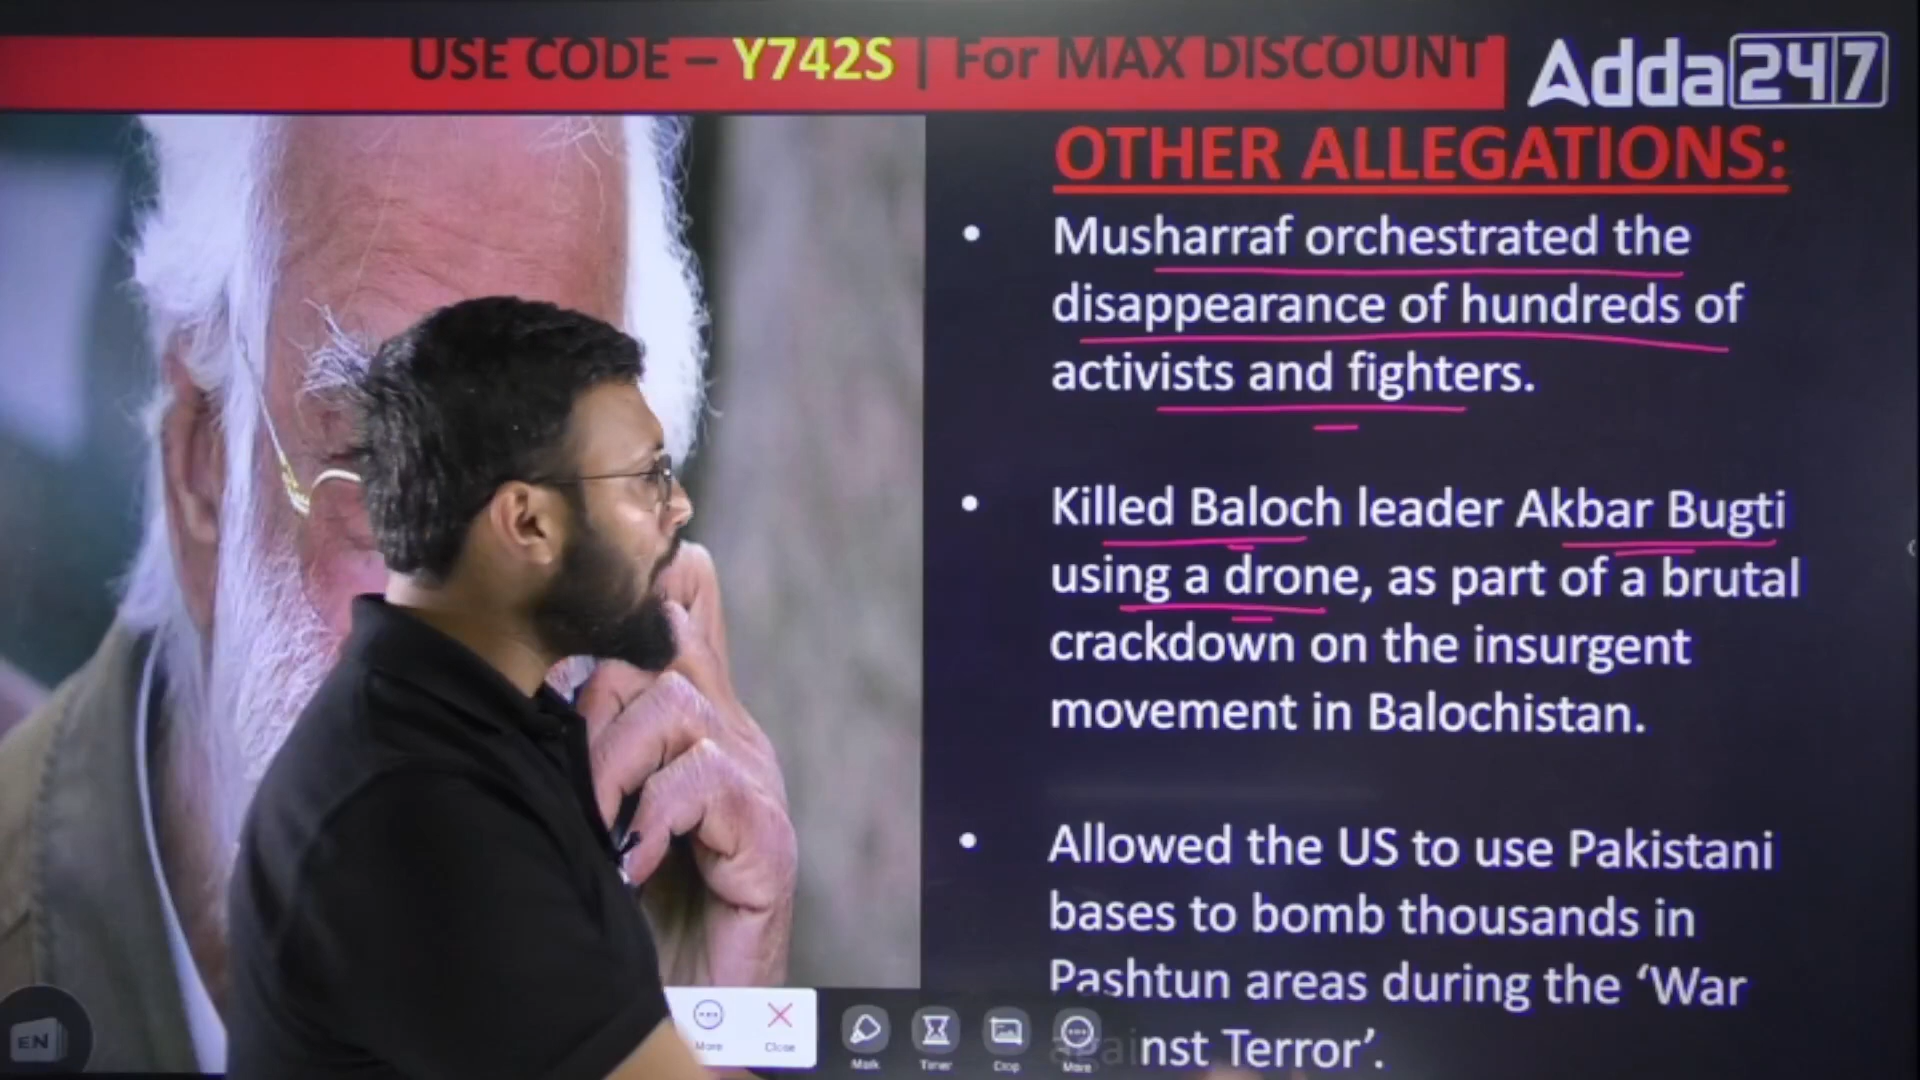 USE CODE – Y742S | For MAX DISCOUNT
Adda247
OTHER ALLEGATIONS:
• Musharraf orchestrated the
disappearance of hundreds of
activists and fighters.
• Killed Baloch leader Akbar Bugti
using a drone, as part of a brutal
crackdown on the insurgent
movement in Balochistan.
• Allowed the US to use Pakistani
bases to bomb thousands in
Pashtun areas during the ‘War
against Terror’.
EN
More Close Mark Timer Crop More